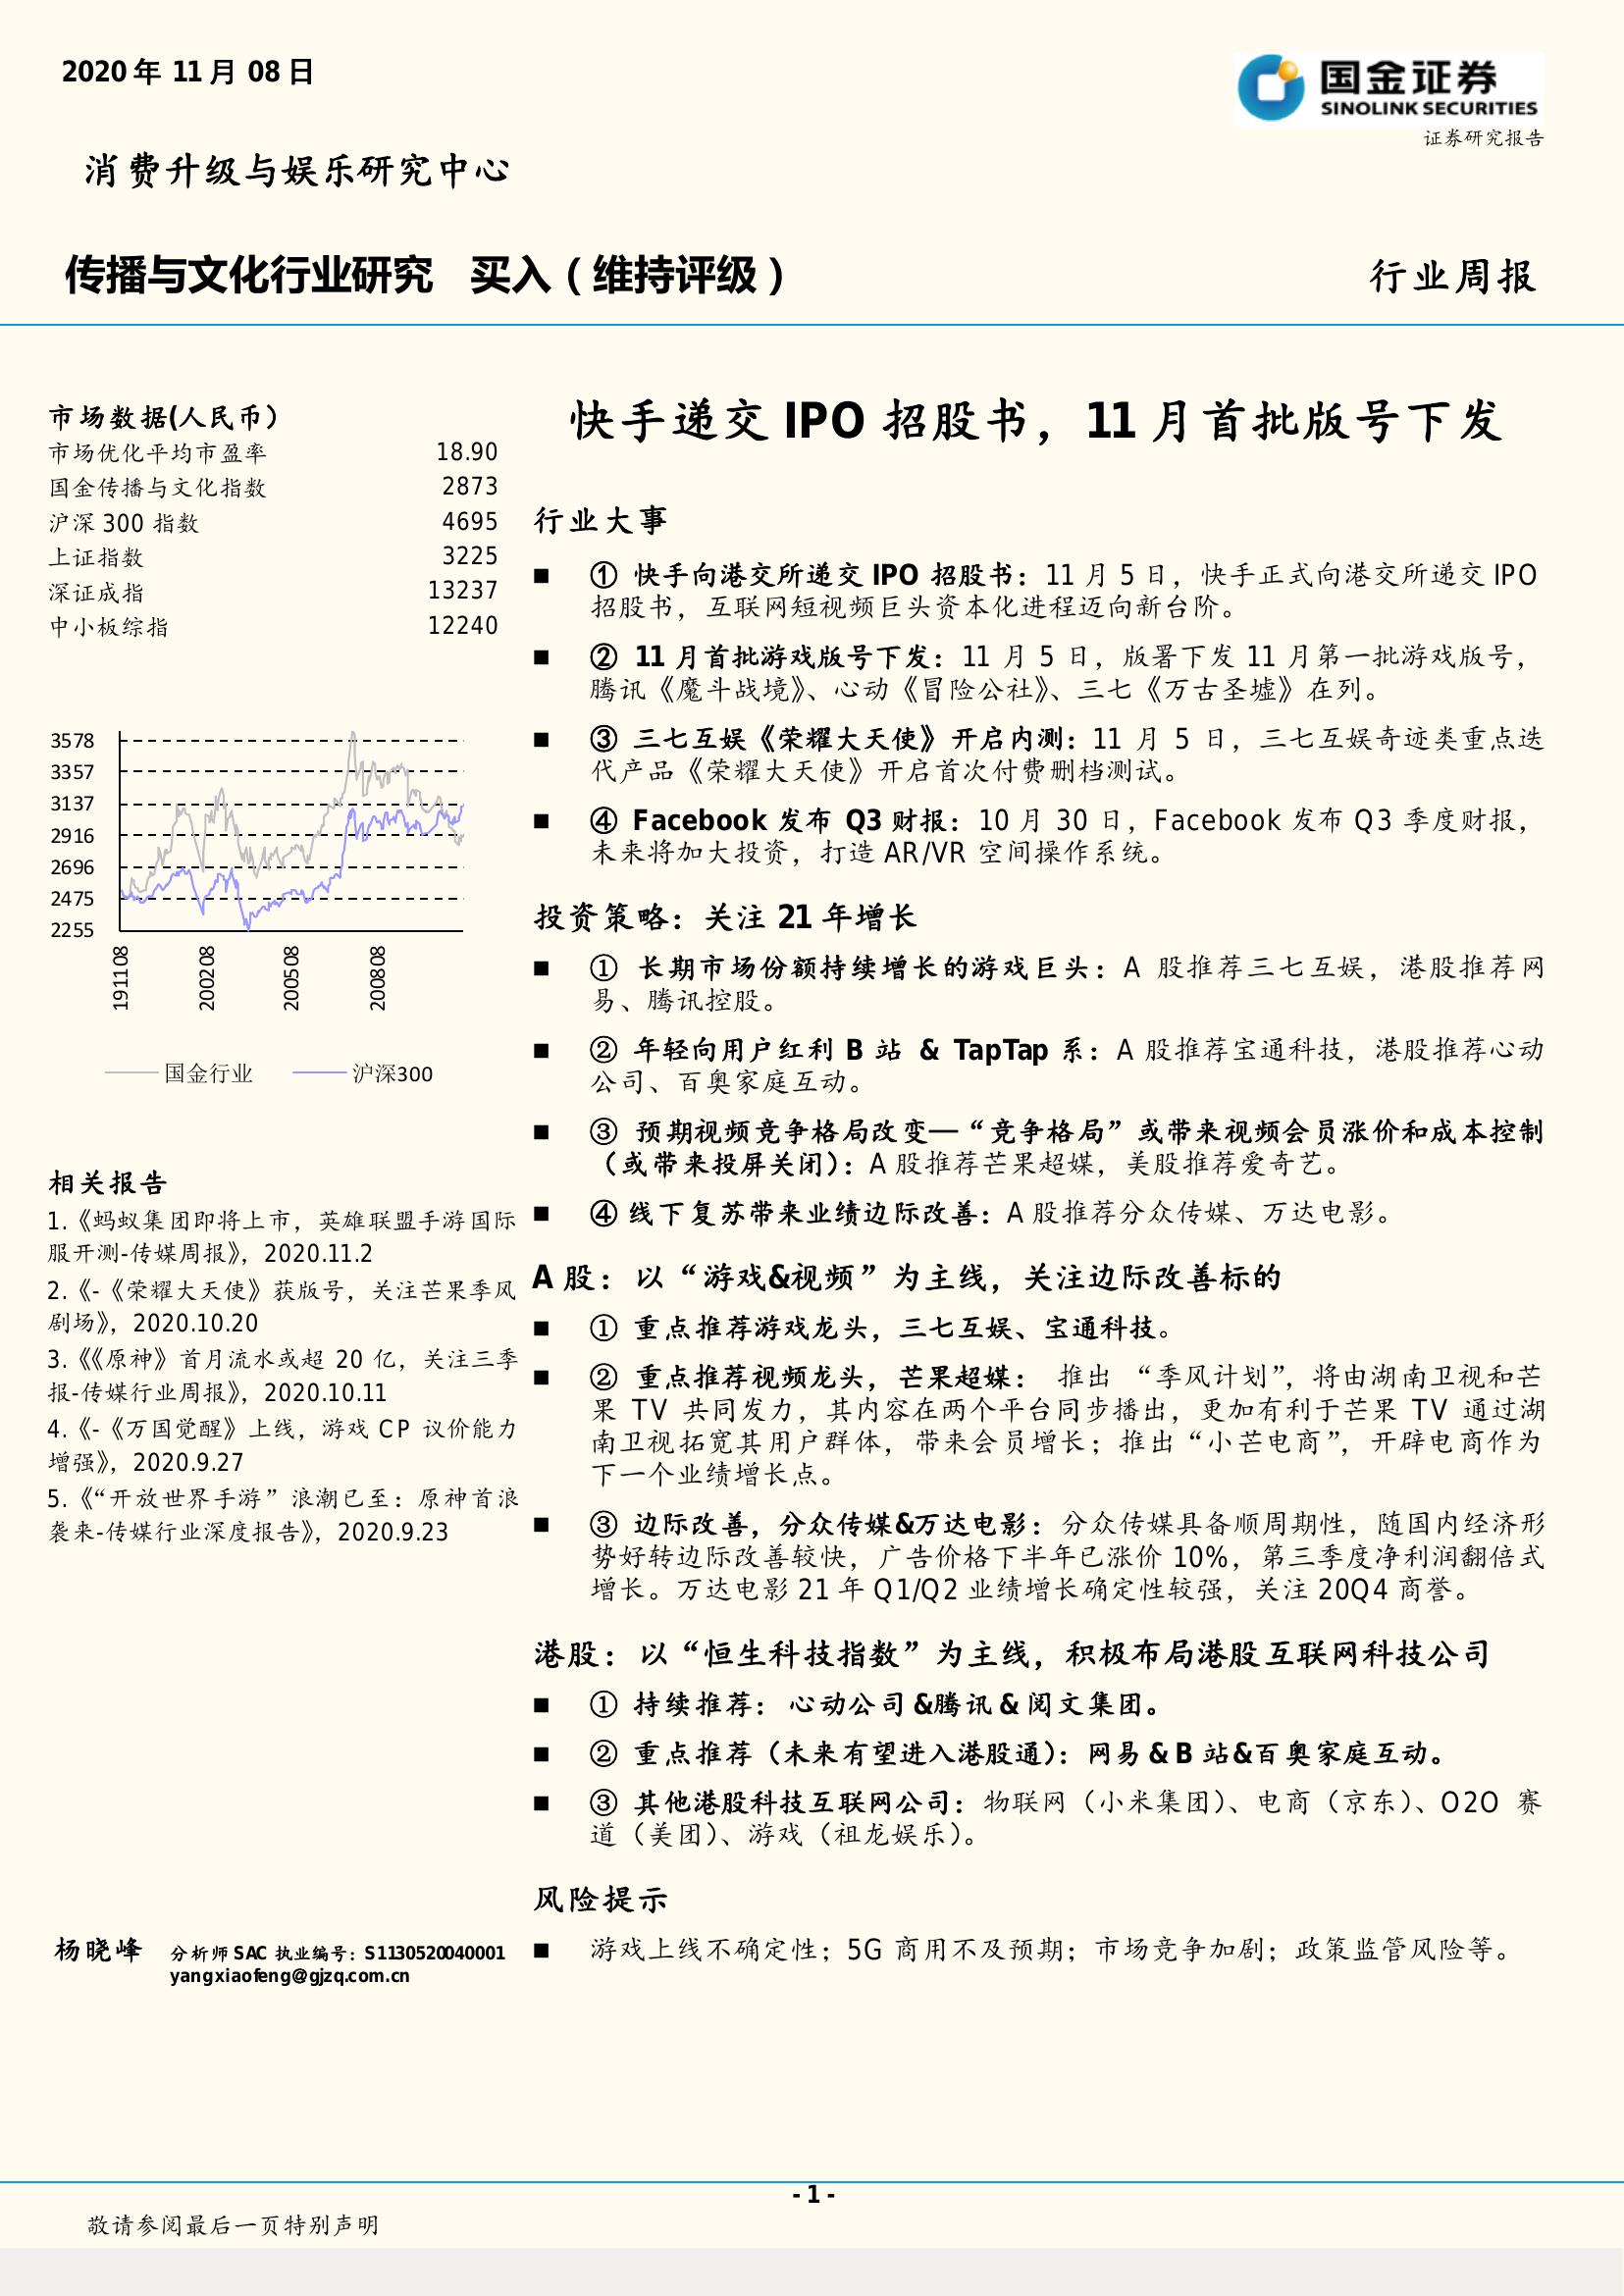 2020年11月08日
国金证券
SINOLINK SECURITIES
证券研究报告
消费升级与娱乐研究中心
传播与文化行业研究 买入（维持评级）
行业周报
市场数据(人民币）
市场优化平均市盈率 18.90
国金传播与文化指数 2873
沪深 300 指数 4695
上证指数 3225
深证成指 13237
中小板综指 12240
3578
3357
3137
2916
2696
2475
2255
191108
200208
200508
200808
国金行业 沪深300
相关报告
1.《蚂蚁集团即将上市，英雄联盟手游国际
服开测-传媒周报》，2020.11.2
2.《-《荣耀大天使》获版号，关注芒果季风
剧场》，2020.10.20
3.《《原神》首月流水或超 20 亿，关注三季
报-传媒行业周报》，2020.10.11
4.《-《万国觉醒》上线，游戏 CP 议价能力
增强》，2020.9.27
5.《“开放世界手游”浪潮已至：原神首浪
袭来-传媒行业深度报告》，2020.9.23
杨晓峰 分析师 SAC 执业编号：S1130520040001
yangxiaofeng@gjzq.com.cn
快手递交 IPO 招股书，11 月首批版号下发
行业大事
■ ① 快手向港交所递交 IPO 招股书：11 月 5 日，快手正式向港交所递交 IPO
招股书，互联网短视频巨头资本化进程迈向新台阶。
■ ② 11 月首批游戏版号下发：11 月 5 日，版署下发 11 月第一批游戏版号，
腾讯《魔斗战境》、心动《冒险公社》、三七《万古圣墟》在列。
■ ③ 三七互娱《荣耀大天使》开启内测：11 月 5 日，三七互娱奇迹类重点迭
代产品《荣耀大天使》开启首次付费删档测试。
■ ④ Facebook 发布 Q3 财报：10 月 30 日，Facebook 发布 Q3 季度财报，
未来将加大投资，打造 AR/VR 空间操作系统。
投资策略：关注 21 年增长
■ ① 长期市场份额持续增长的游戏巨头：A 股推荐三七互娱，港股推荐网
易、腾讯控股。
■ ② 年轻向用户红利 B 站 & TapTap 系：A 股推荐宝通科技，港股推荐心动
公司、百奥家庭互动。
■ ③ 预期视频竞争格局改变—“竞争格局”或带来视频会员涨价和成本控制
（或带来投屏关闭）：A 股推荐芒果超媒，美股推荐爱奇艺。
■ ④ 线下复苏带来业绩边际改善：A 股推荐分众传媒、万达电影。
A 股：以“游戏&视频”为主线，关注边际改善标的
■ ① 重点推荐游戏龙头，三七互娱、宝通科技。
■ ② 重点推荐视频龙头，芒果超媒： 推出 “季风计划”，将由湖南卫视和芒
果 TV 共同发力，其内容在两个平台同步播出，更加有利于芒果 TV 通过湖
南卫视拓宽其用户群体，带来会员增长；推出“小芒电商”，开辟电商作为
下一个业绩增长点。
■ ③ 边际改善，分众传媒&万达电影：分众传媒具备顺周期性，随国内经济形
势好转边际改善较快，广告价格下半年已涨价 10%，第三季度净利润翻倍式
增长。万达电影 21 年 Q1/Q2 业绩增长确定性较强，关注 20Q4 商誉。
港股：以“恒生科技指数”为主线，积极布局港股互联网科技公司
■ ① 持续推荐：心动公司&腾讯&阅文集团。
■ ② 重点推荐（未来有望进入港股通）：网易&B 站&百奥家庭互动。
■ ③ 其他港股科技互联网公司：物联网（小米集团）、电商（京东）、O2O 赛
道（美团）、游戏（祖龙娱乐）。
风险提示
■ 游戏上线不确定性；5G 商用不及预期；市场竞争加剧；政策监管风险等。
- 1 -
敬请参阅最后一页特别声明